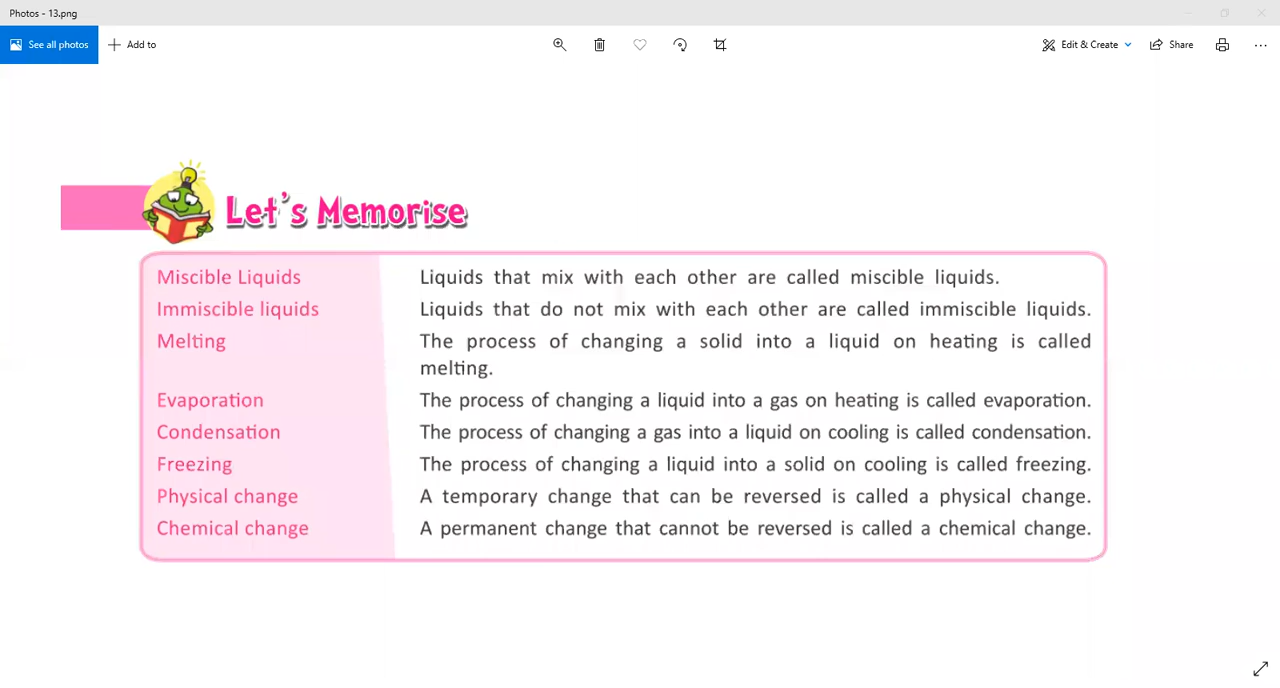 Photos - 13.png
See all photos
Add to
Edit & Create
Share
Let's Memorise
Miscible Liquids Liquids that mix with each other are called miscible liquids.
Immiscible liquids Liquids that do not mix with each other are called immiscible liquids.
Melting The process of changing a solid into a liquid on heating is called
melting.
Evaporation The process of changing a liquid into a gas on heating is called evaporation.
Condensation The process of changing a gas into a liquid on cooling is called condensation.
Freezing The process of changing a liquid into a solid on cooling is called freezing.
Physical change A temporary change that can be reversed is called a physical change.
Chemical change A permanent change that cannot be reversed is called a chemical change.